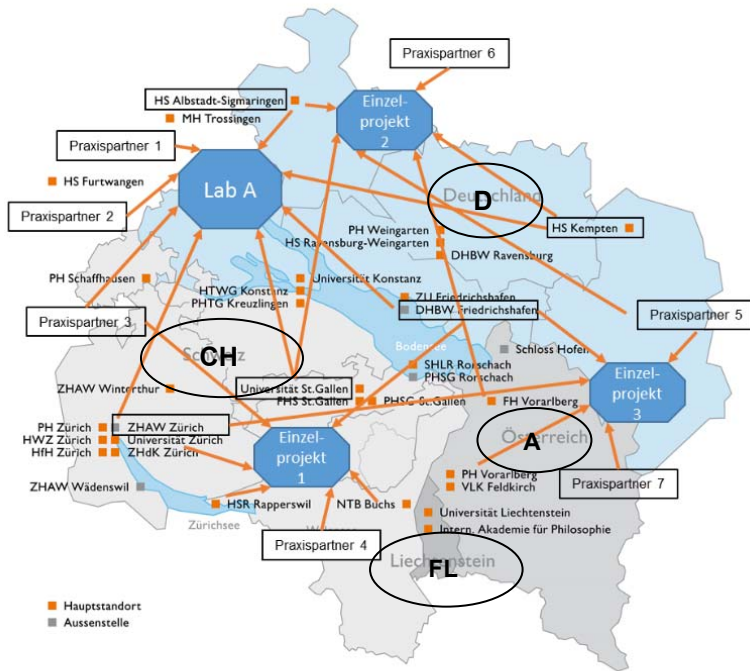 Praxispartner 6
HS Albstadt-Sigmaringen
MH Trossingen
Einzel-
projekt
2
Praxispartner 1
Lab A
HS Furtwangen
Deutschland
D
Praxispartner 2
PH Weingarten
HS Ravensburg-Weingarten
DHBW Ravensburg
HS Kempten
PH Schaffhausen
Universität Konstanz
HTWG Konstanz
PHTG Kreuzlingen
ZU Friedrichshafen
DHBW Friedrichshafen
Praxispartner 3
Praxispartner 5
Bodensee
Schweiz
CH
Schloss Hofen
SHLR Rorschach
PHSG Rorschach
ZHAW Winterthur
Universität St.Gallen
FHS St.Gallen
PHSG St.Gallen
FH Vorarlberg
Einzel-
projekt
3
PH Zürich
ZHAW Zürich
HWZ Zürich
Universität Zürich
HfH Zürich
ZHdK Zürich
Einzel-
projekt
1
Österreich
A
ZHAW Wädenswil
PH Vorarlberg
VLK Feldkirch
Praxispartner 7
HSR Rapperswil
NTB Buchs
Universität Liechtenstein
Zürichsee
Intern. Akademie für Philosophie
Praxispartner 4
Liechtenstein
FL
Hauptstandort
Aussenstelle